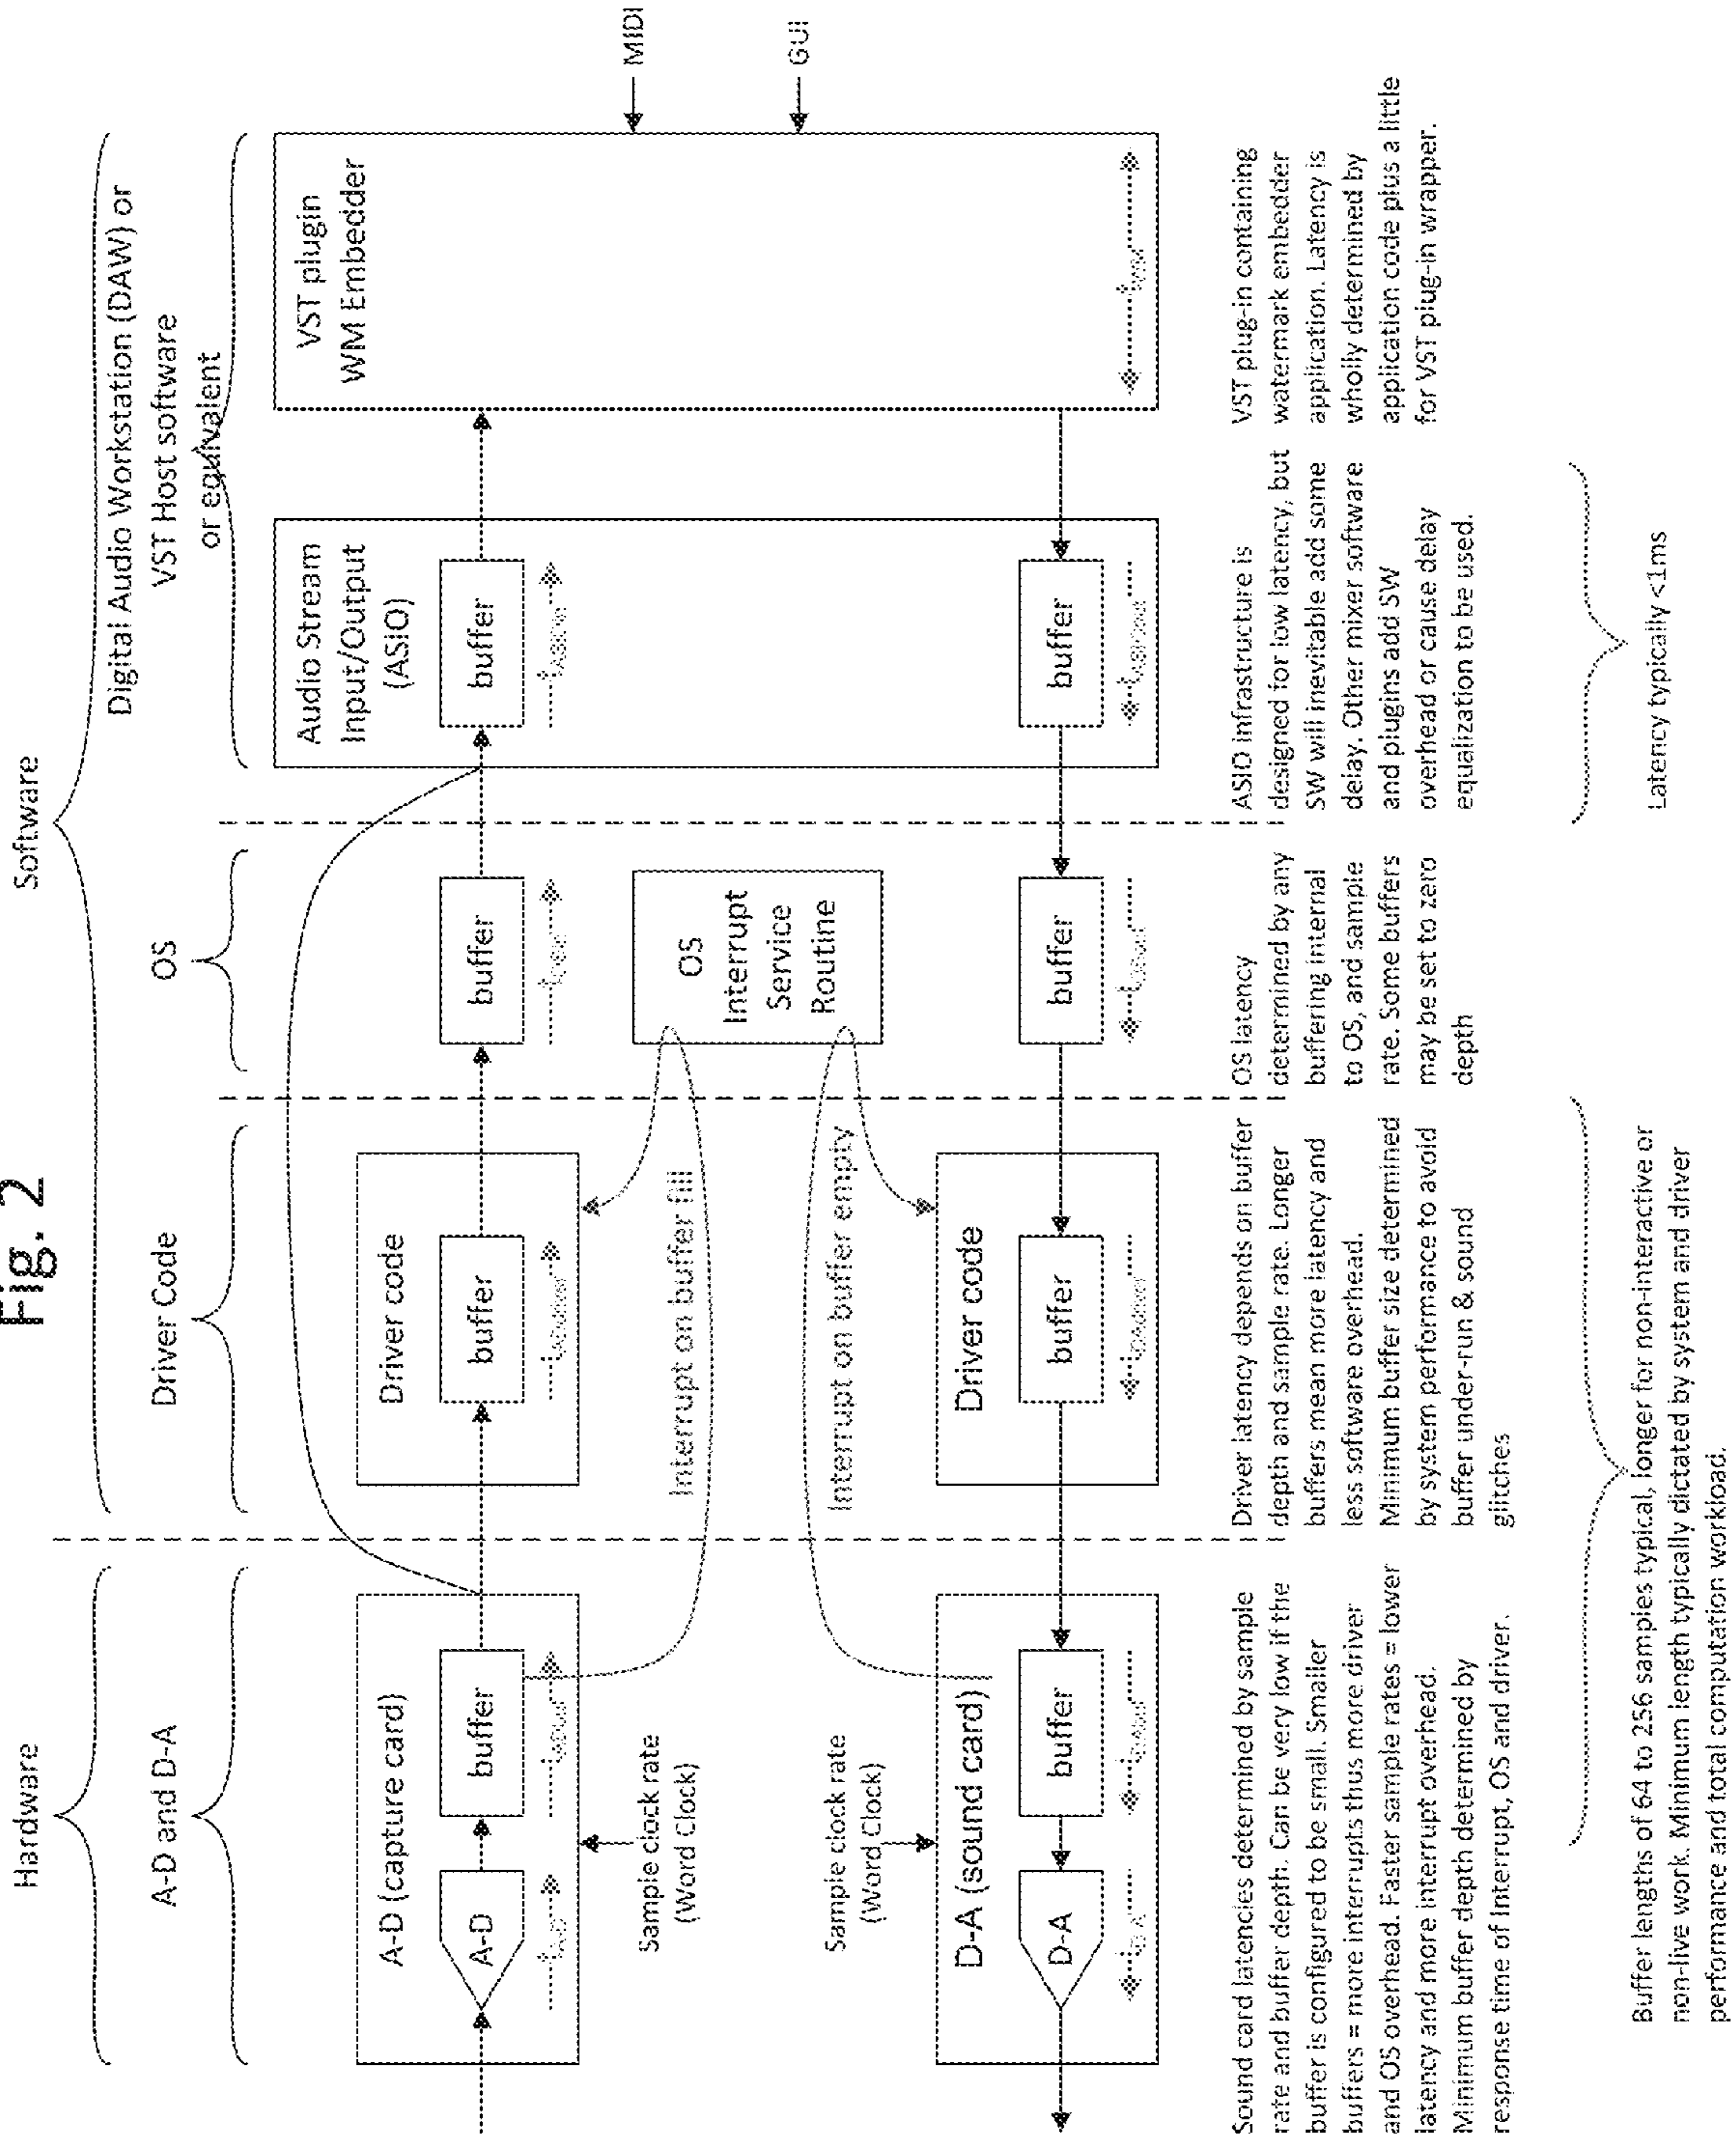 Fig. 2
Hardware
Software
A-D and D-A
Driver Code
OS
Digital Audio Workstation (DAW) or
VST Host software
or equivalent
A-D (capture card)
A-D
buffer
Driver code
buffer
buffer
Audio Stream
Input/Output
(ASIO)
buffer
VST plugin
WM Embedder
Sample clock rate
(Word Clock)
Interrupt on buffer fill
OS
Interrupt
Service
Routine
MIDI
GUI
Sample clock rate
(Word Clock)
Interrupt on buffer empty
D-A (sound card)
D-A
buffer
Driver code
buffer
buffer
buffer
Sound card latencies determined by sample
rate and buffer depth. Can be very low if the
buffer is configured to be small. Smaller
buffers = more interrupts thus more driver
and OS overhead. Faster sample rates = lower
latency and more interrupt overhead.
Minimum buffer depth determined by
response time of Interrupt, OS and driver.
Driver latency depends on buffer
depth and sample rate. Longer
buffers mean more latency and
less software overhead.
Minimum buffer size determined
by system performance to avoid
buffer under-run & sound
glitches
OS latency
determined by any
buffering internal
to OS, and sample
rate. Some buffers
may be set to zero
depth
ASIO infrastructure is
designed for low latency, but
SW will inevitable add some
delay. Other mixer software
and plugins add SW
overhead or cause delay
equalization to be used.
VST plug-in containing
watermark embedder
application. Latency is
wholly determined by
application code plus a little
for VST plug-in wrapper.
Buffer lengths of 64 to 256 samples typical, longer for non-interactive or
non-live work. Minimum length typically dictated by system and driver
performance and total computation workload.
Latency typically <1ms